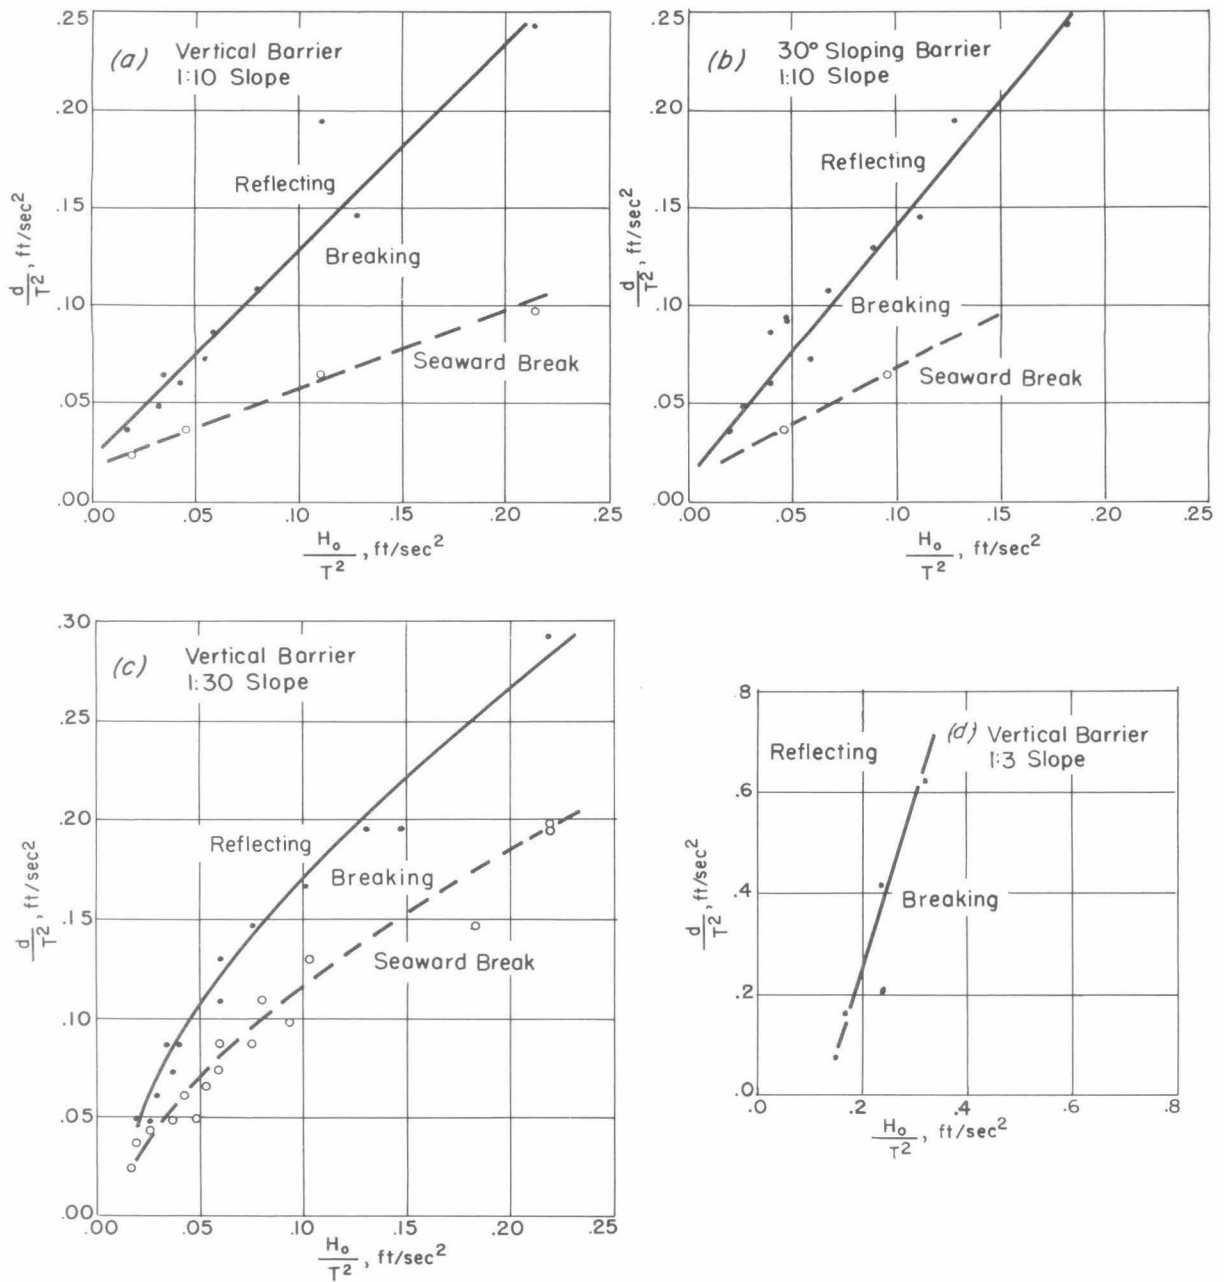 (a) Vertical Barrier
1:10 Slope
.25
.20
.15
.10
.05
.00
d/T², ft/sec²
Reflecting
Breaking
Seaward Break
.00 .05 .10 .15 .20 .25
H₀/T², ft/sec²
(b) 30° Sloping Barrier
1:10 Slope
.25
.20
.15
.10
.05
.00
d/T², ft/sec²
Reflecting
Breaking
Seaward Break
.00 .05 .10 .15 .20 .25
H₀/T², ft/sec²
(c) Vertical Barrier
1:30 Slope
.30
.25
.20
.15
.10
.05
.00
d/T², ft/sec²
Reflecting
Breaking
Seaward Break
.00 .05 .10 .15 .20 .25
H₀/T², ft/sec²
(d) Vertical Barrier
1:3 Slope
.8
.6
.4
.2
.0
d/T², ft/sec²
Reflecting
Breaking
.0 .2 .4 .6 .8
H₀/T², ft/sec²